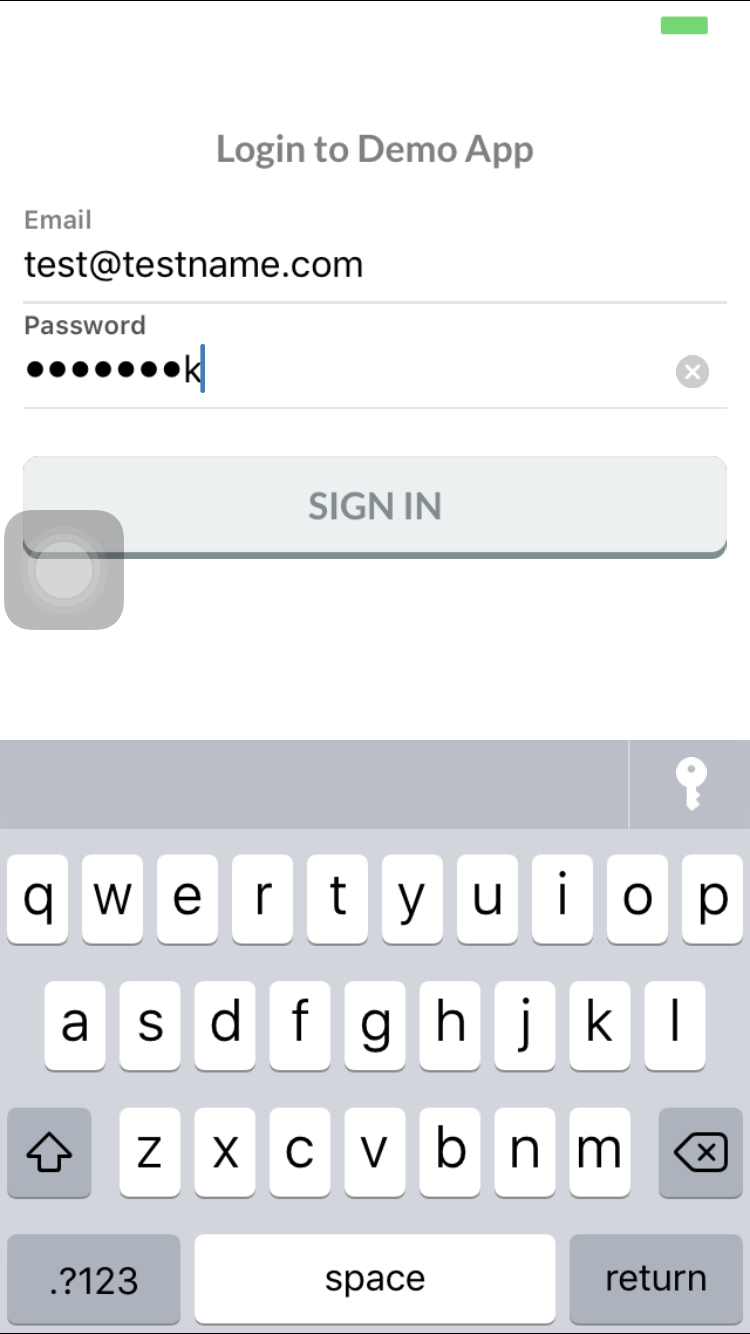 Login to Demo App
Email
test@testname.com
Password
•••••••k
SIGN IN
q w e r t y u i o p
a s d f g h j k l
z x c v b n m
.?123 space return